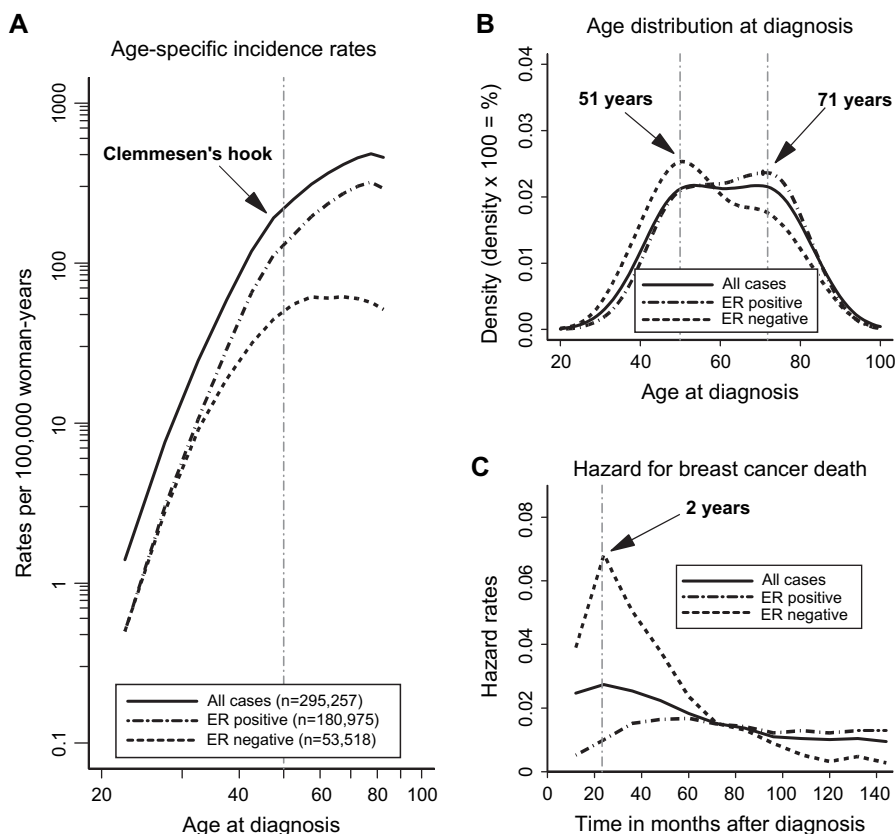 A
Age-specific incidence rates
Rates per 100,000 woman-years
1000
100
10
1
0.1
Clemmesen's hook
All cases (n=295,257)
ER positive (n=180,975)
ER negative (n=53,518)
20 40 60 80 100
Age at diagnosis
B
Age distribution at diagnosis
Density (density x 100 = %)
0.04
0.03
0.02
0.01
0.00
51 years
71 years
All cases
ER positive
ER negative
20 40 60 80 100
Age at diagnosis
C
Hazard for breast cancer death
Hazard rates
0.08
0.06
0.04
0.02
0
2 years
All cases
ER positive
ER negative
0 20 40 60 80 100 120 140
Time in months after diagnosis